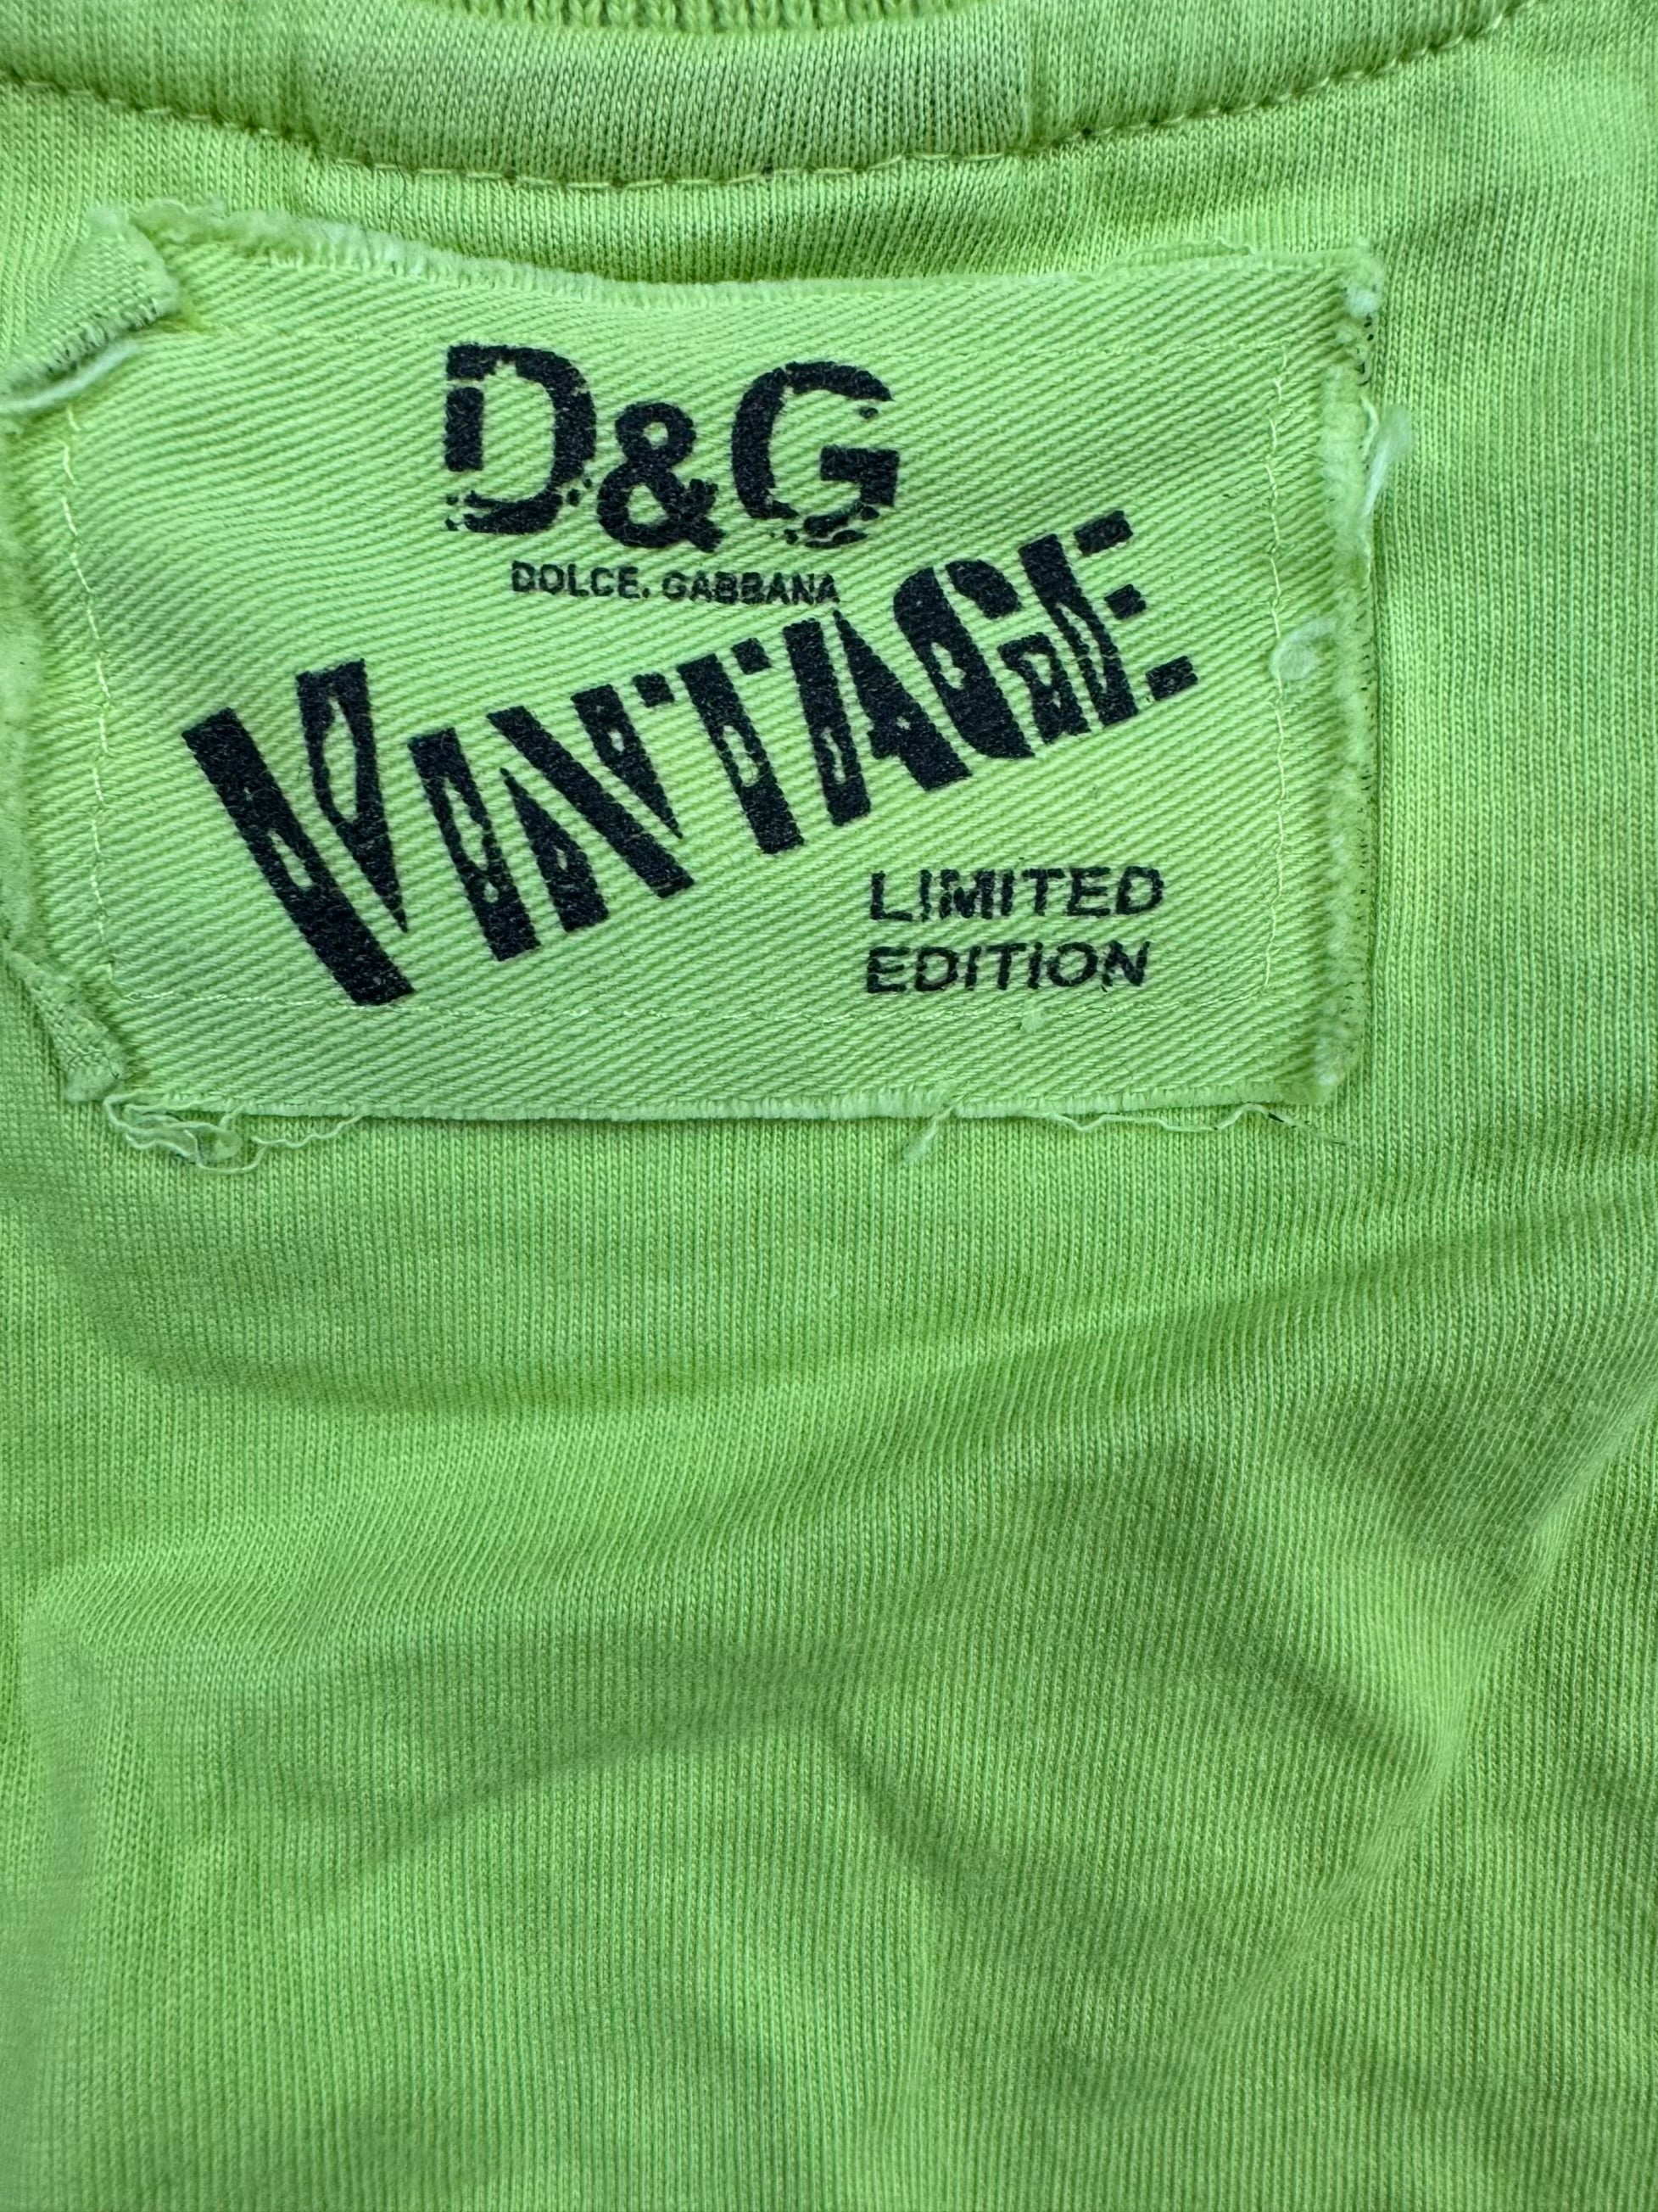 D&G
DOLCE. GABBANA
VINTAGE
LIMITED
EDITION